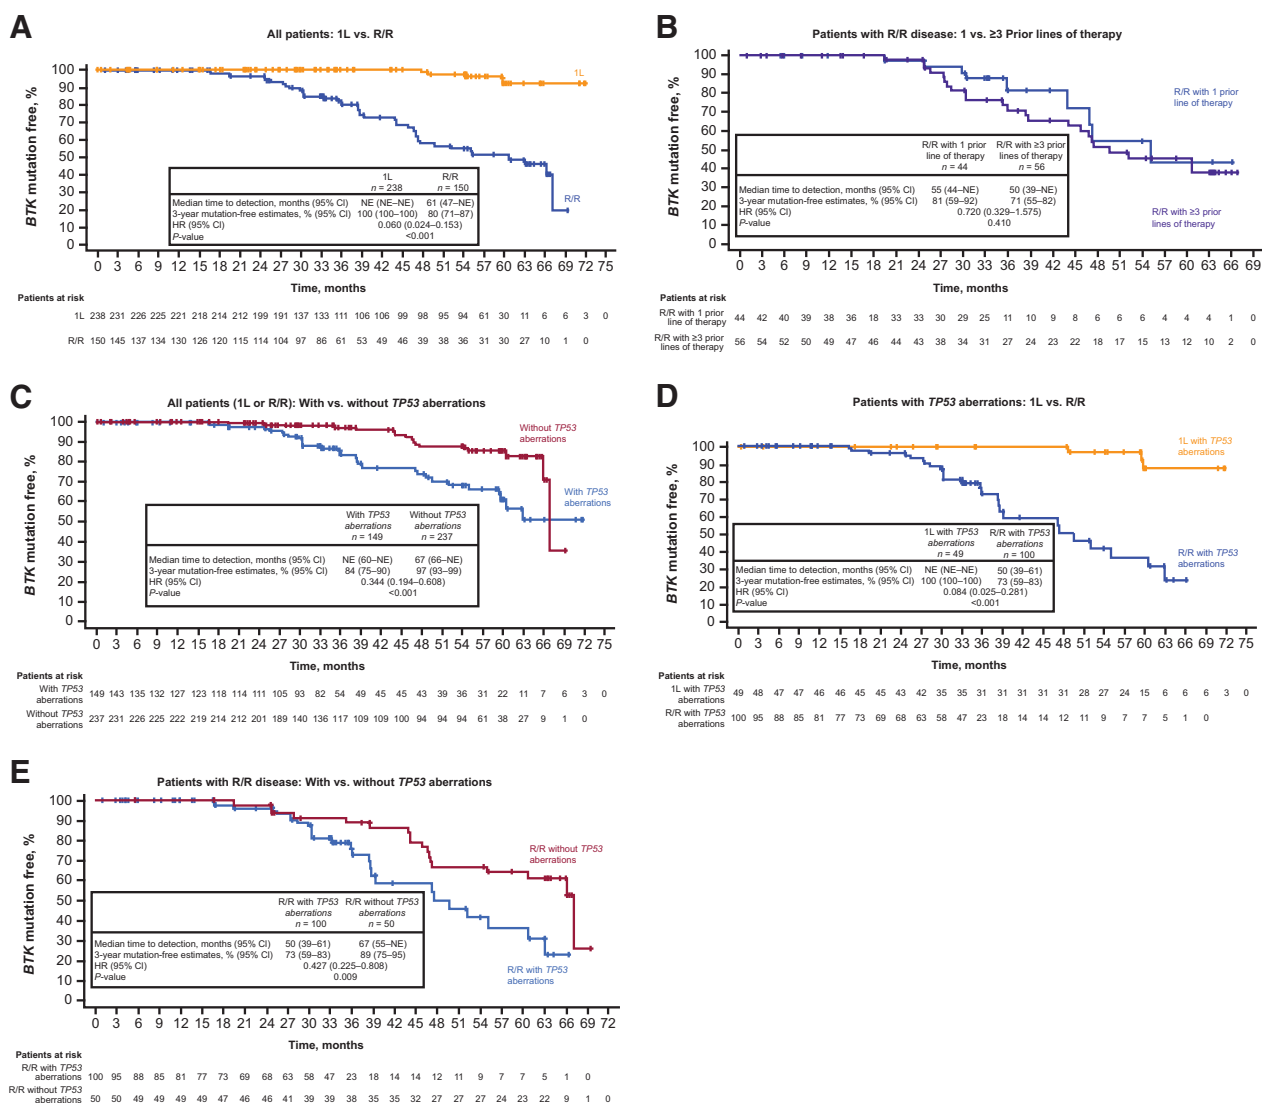 A
All patients: 1L vs. R/R
BTK mutation free, %
100
90
80
70
60
50
40
30
20
10
0
1L
R/R
1L R/R
n = 238 n = 150
Median time to detection, months (95% CI) NE (NE–NE) 61 (47–NE)
3-year mutation-free estimates, % (95% CI) 100 (100–100) 80 (71–87)
HR (95% CI) 0.060 (0.024–0.153)
P-value <0.001
0 3 6 9 12 15 18 21 24 27 30 33 36 39 42 45 48 51 54 57 60 63 66 69 72 75
Time, months
Patients at risk
1L 238 231 226 225 221 218 214 212 199 191 137 133 111 106 106 99 98 95 94 61 30 11 6 6 3 0
R/R 150 145 137 134 130 126 120 115 114 104 97 86 61 53 49 46 39 38 36 31 30 27 10 1 0
B
Patients with R/R disease: 1 vs. ≥3 Prior lines of therapy
BTK mutation free, %
100
90
80
70
60
50
40
30
20
10
0
R/R with 1 prior
line of therapy
R/R with ≥3 prior
lines of therapy
R/R with 1 prior R/R with ≥3 prior
line of therapy lines of therapy
n = 44 n = 56
Median time to detection, months (95% CI) 55 (44–NE) 50 (39–NE)
3-year mutation-free estimates, % (95% CI) 81 (59–92) 71 (55–82)
HR (95% CI) 0.720 (0.329–1.575)
P-value 0.410
0 3 6 9 12 15 18 21 24 27 30 33 36 39 42 45 48 51 54 57 60 63 66 69
Time, months
Patients at risk
R/R with 1 prior
line of therapy 44 42 40 39 38 36 18 33 33 30 29 25 11 10 9 8 6 6 6 4 4 4 1 0
R/R with ≥3 prior
lines of therapy 56 54 52 50 49 47 46 44 43 38 34 31 27 24 23 22 18 17 15 13 12 10 2 0
C
All patients (1L or R/R): With vs. without TP53 aberrations
BTK mutation free, %
100
90
80
70
60
50
40
30
20
10
0
Without TP53
aberrations
With TP53
aberrations
With TP53 Without TP53
aberrations aberrations
n = 149 n = 237
Median time to detection, months (95% CI) NE (60–NE) 67 (66–NE)
3-year mutation-free estimates, % (95% CI) 84 (75–90) 97 (93–99)
HR (95% CI) 0.344 (0.194–0.608)
P-value <0.001
0 3 6 9 12 15 18 21 24 27 30 33 36 39 42 45 48 51 54 57 60 63 66 69 72 75
Time, months
Patients at risk
With TP53
aberrations 149 143 135 132 127 123 118 114 111 105 93 82 54 49 45 45 43 39 36 31 22 11 7 6 3 0
Without TP53
aberrations 237 231 226 225 222 219 214 212 201 189 140 136 117 109 109 100 94 94 94 61 38 27 9 1 0
D
Patients with TP53 aberrations: 1L vs. R/R
BTK mutation free, %
100
90
80
70
60
50
40
30
20
10
0
1L with TP53
aberrations
R/R with TP53
aberrations
1L with TP53 R/R with TP53
aberrations aberrations
n = 49 n = 100
Median time to detection, months (95% CI) NE (NE–NE) 50 (39–61)
3-year mutation-free estimates, % (95% CI) 100 (100–100) 73 (59–83)
HR (95% CI) 0.084 (0.025–0.281)
P-value <0.001
0 3 6 9 12 15 18 21 24 27 30 33 36 39 42 45 48 51 54 57 60 63 66 69 72 75
Time, months
Patients at risk
1L with TP53
aberrations 49 48 47 47 46 46 45 45 43 42 35 35 31 31 31 31 31 28 27 24 15 6 6 6 3 0
R/R with TP53
aberrations 100 95 88 85 81 77 73 69 68 63 58 47 23 18 14 14 12 11 9 7 7 5 1 0
E
Patients with R/R disease: With vs. without TP53 aberrations
BTK mutation free, %
100
90
80
70
60
50
40
30
20
10
0
R/R without TP53
aberrations
R/R with TP53
aberrations
R/R with TP53 R/R without TP53
aberrations aberrations
n = 100 n = 50
Median time to detection, months (95% CI) 50 (39–61) 67 (55–NE)
3-year mutation-free estimates, % (95% CI) 73 (59–83) 89 (75–95)
HR (95% CI) 0.427 (0.225–0.808)
P-value 0.009
0 3 6 9 12 15 18 21 24 27 30 33 36 39 42 45 48 51 54 57 60 63 66 69 72
Time, months
Patients at risk
R/R with TP53
aberrations 100 95 88 85 81 77 73 69 68 63 58 47 23 18 14 14 12 11 9 7 7 5 1 0
R/R without TP53
aberrations 50 50 49 49 49 49 47 46 46 41 39 39 38 35 35 32 27 27 27 24 23 22 9 1 0